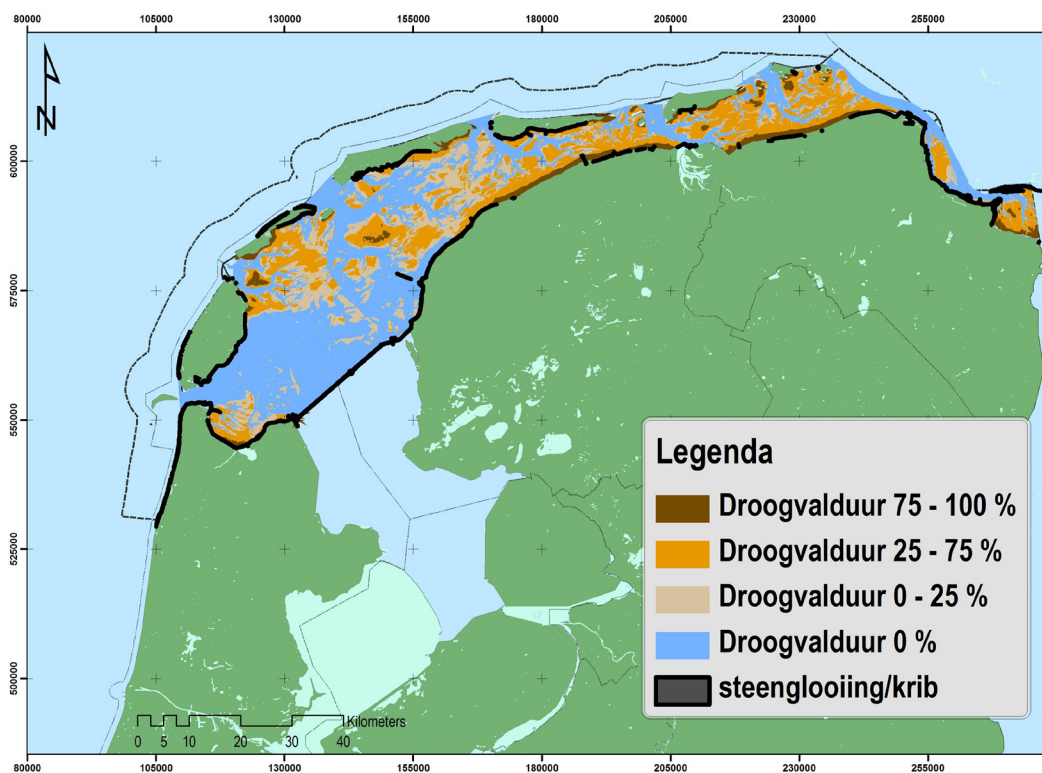 80000 105000 130000 155000 180000 205000 230000 255000
N
600000
575000
550000
525000
500000
Legenda
Droogvalduur 75 - 100 %
Droogvalduur 25 - 75 %
Droogvalduur 0 - 25 %
Droogvalduur 0 %
steenglooiing/krib
Kilometers
0 5 10 20 30 40
80000 105000 130000 155000 180000 205000 230000 255000